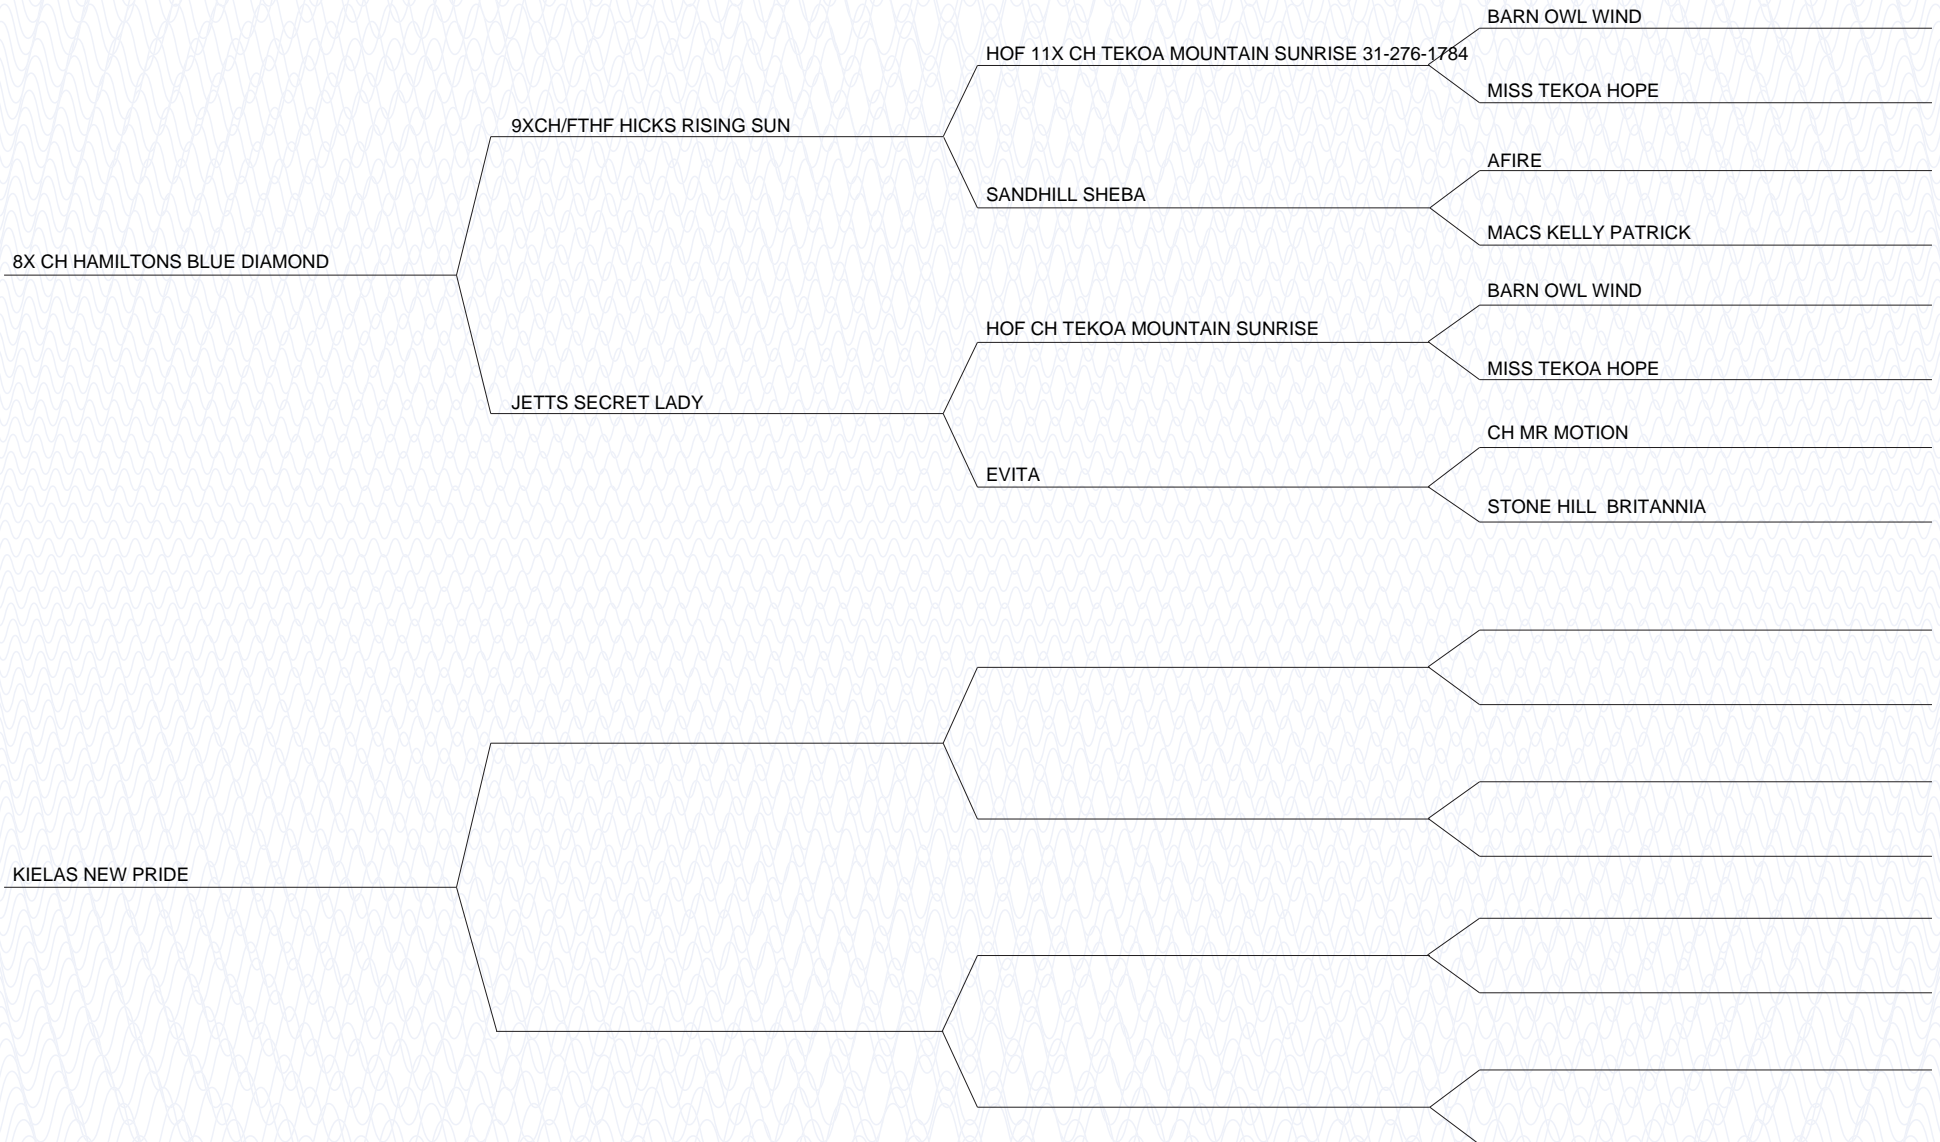 BARN OWL WIND
HOF 11X CH TEKOA MOUNTAIN SUNRISE 31-276-1784
MISS TEKOA HOPE
9XCH/FTHF HICKS RISING SUN
AFIRE
SANDHILL SHEBA
MACS KELLY PATRICK
8X CH HAMILTONS BLUE DIAMOND
BARN OWL WIND
HOF CH TEKOA MOUNTAIN SUNRISE
MISS TEKOA HOPE
JETTS SECRET LADY
CH MR MOTION
EVITA
STONE HILL  BRITANNIA
KIELAS NEW PRIDE